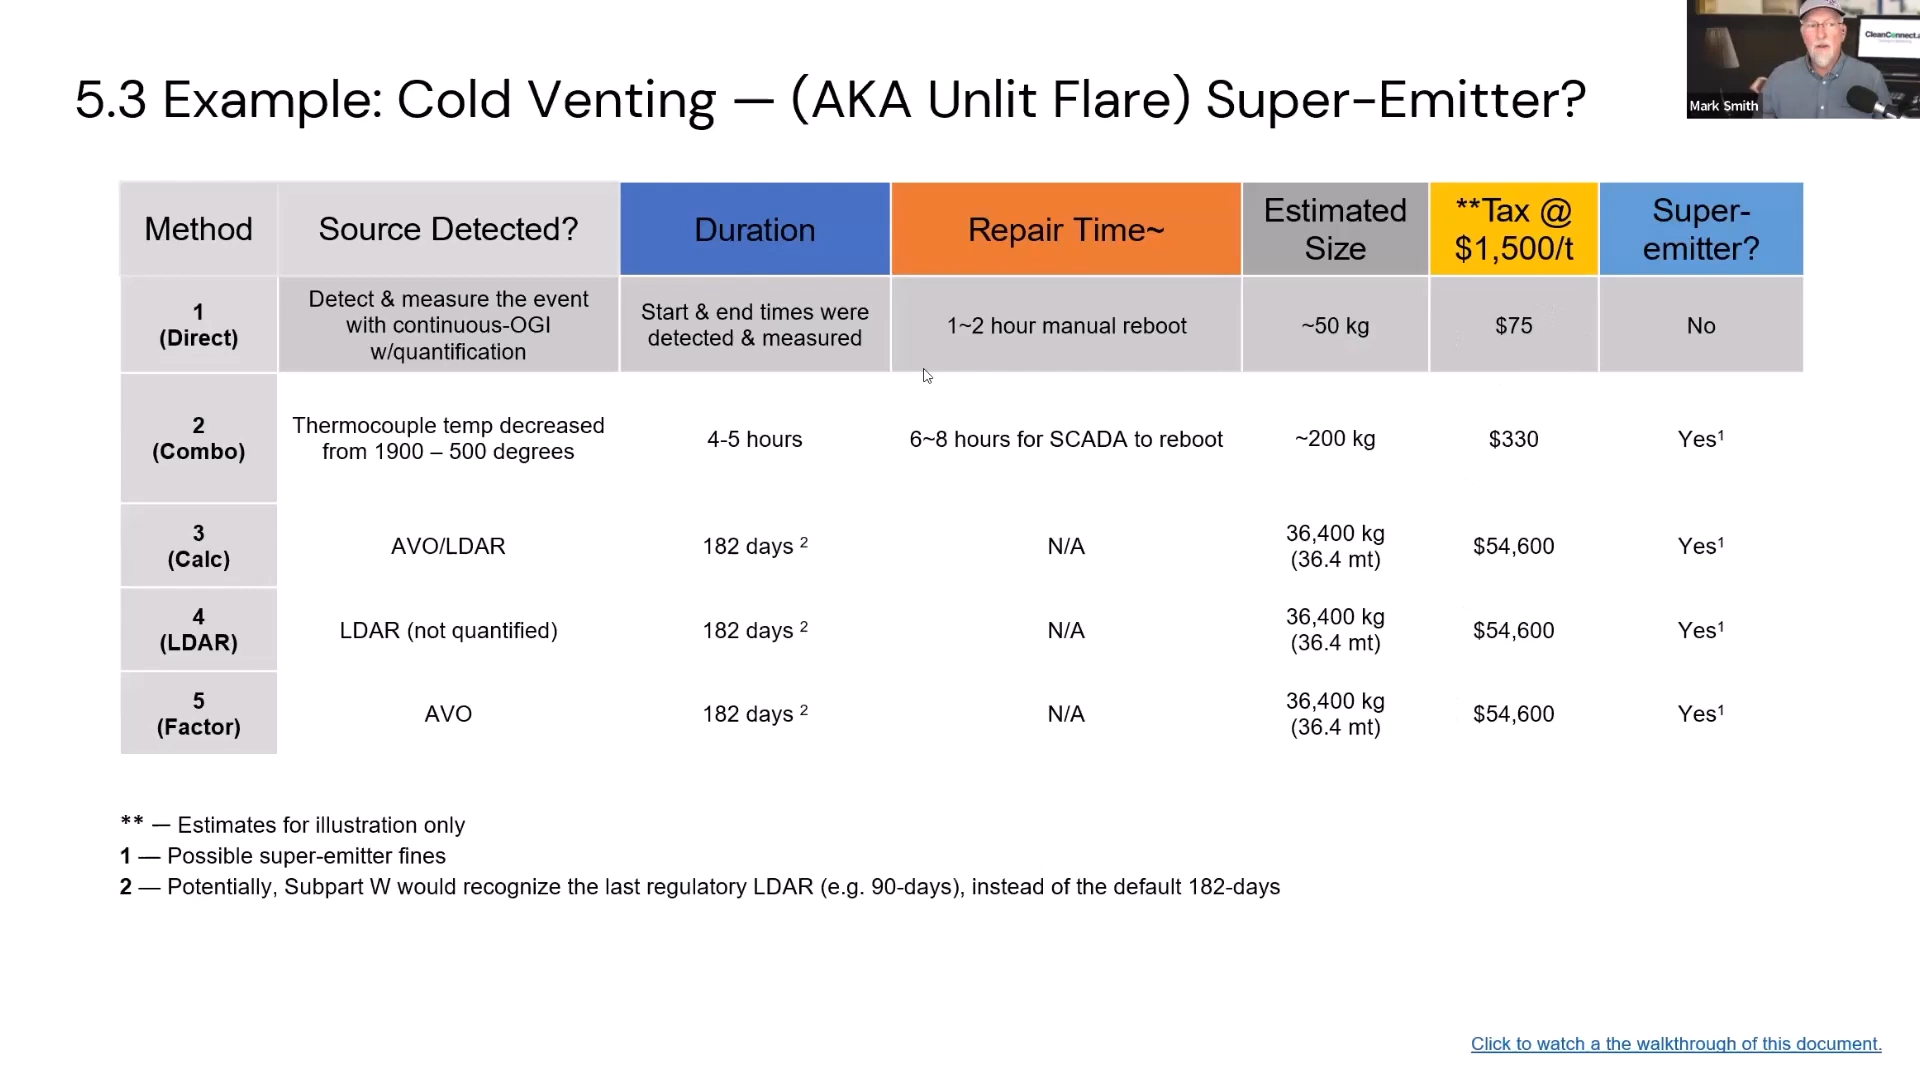 CleanConnect.a
Mark Smith
5.3 Example: Cold Venting — (AKA Unlit Flare) Super-Emitter?
Method
Source Detected?
Duration
Repair Time~
Estimated
Size
**Tax @
$1,500/t
Super-
emitter?
1
(Direct)
Detect & measure the event
with continuous-OGI
w/quantification
Start & end times were
detected & measured
1~2 hour manual reboot
~50 kg
$75
No
2
(Combo)
Thermocouple temp decreased
from 1900 – 500 degrees
4-5 hours
6~8 hours for SCADA to reboot
~200 kg
$330
Yes¹
3
(Calc)
AVO/LDAR
182 days ²
N/A
36,400 kg
(36.4 mt)
$54,600
Yes¹
4
(LDAR)
LDAR (not quantified)
182 days ²
N/A
36,400 kg
(36.4 mt)
$54,600
Yes¹
5
(Factor)
AVO
182 days ²
N/A
36,400 kg
(36.4 mt)
$54,600
Yes¹
** — Estimates for illustration only
1 — Possible super-emitter fines
2 — Potentially, Subpart W would recognize the last regulatory LDAR (e.g. 90-days), instead of the default 182-days
Click to watch a the walkthrough of this document.